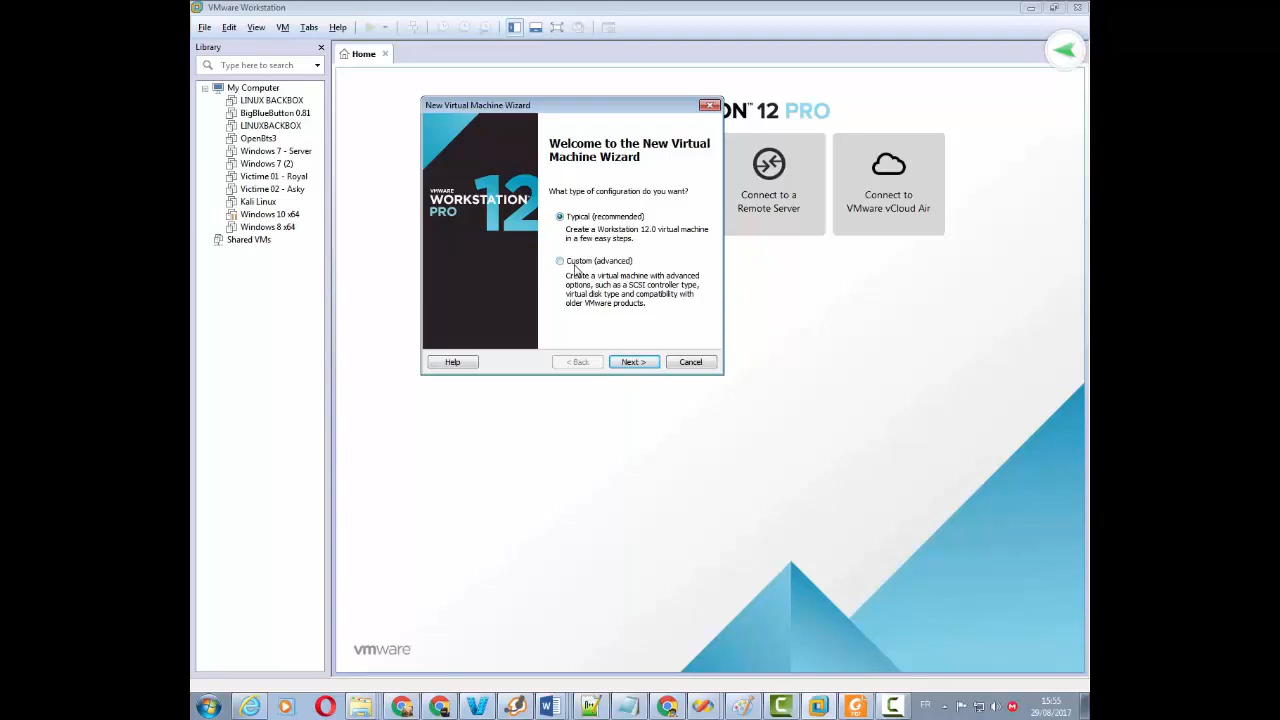 VMware Workstation
File Edit View VM Tabs Help
Library
Type here to search
Home
My Computer
LINUX BACKBOX
BigBlueButton 0.81
LINUXBACKBOX
OpenBts3
Windows 7 - Server
Windows 7 (2)
Victime 01 - Royal
Victime 02 - Asky
Kali Linux
Windows 10 x64
Windows 8 x64
Shared VMs
ON™ 12 PRO
Connect to a
Remote Server
Connect to
VMware vCloud Air
New Virtual Machine Wizard
VMWARE
WORKSTATION
PRO
12
Welcome to the New Virtual
Machine Wizard
What type of configuration do you want?
Typical (recommended)
Create a Workstation 12.0 virtual machine
in a few easy steps.
Custom (advanced)
Create a virtual machine with advanced
options, such as a SCSI controller type,
virtual disk type and compatibility with
older VMware products.
Help
< Back
Next >
Cancel
vmware
FR
15:55
29/08/2017